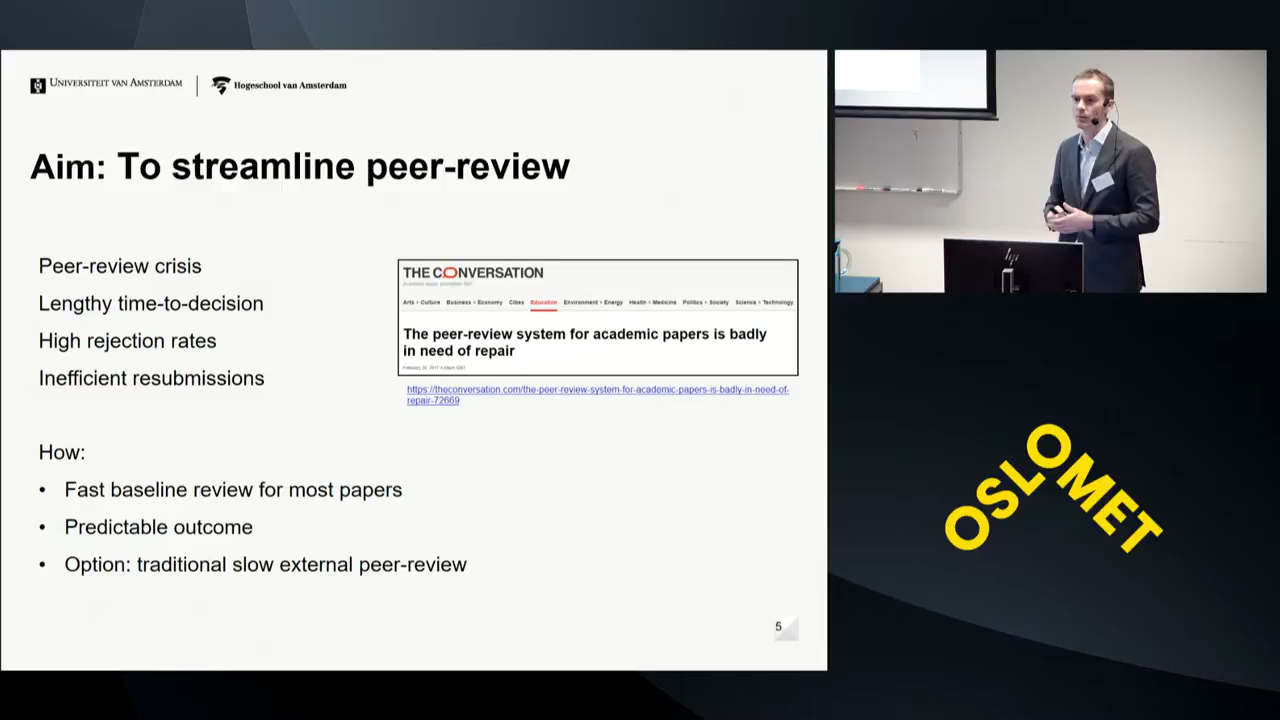 UNIVERSITEIT VAN AMSTERDAM
Hogeschool van Amsterdam
Aim: To streamline peer-review
Peer-review crisis
Lengthy time-to-decision
High rejection rates
Inefficient resubmissions
THE CONVERSATION
Arts + Culture Business + Economy Cities Education Environment + Energy Health + Medicine Politics + Society Science + Technology
The peer-review system for academic papers is badly
in need of repair
https://theconversation.com/the-peer-review-system-for-academic-papers-is-badly-in-need-of-
repair-72669
How:
• Fast baseline review for most papers
• Predictable outcome
• Option: traditional slow external peer-review
5
hp
OSLOMET